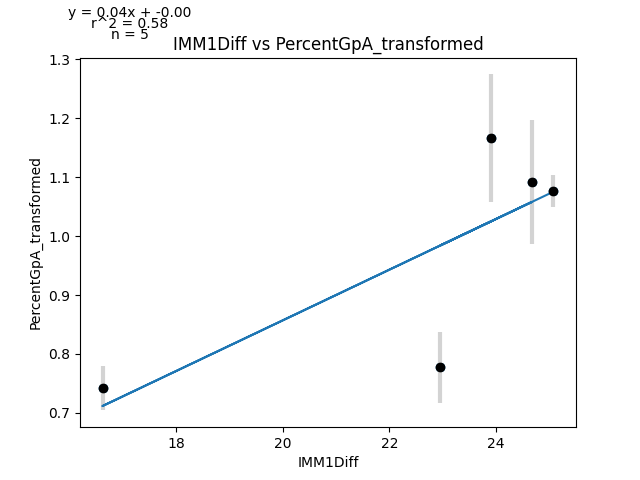 y = 0.04x + -0.00
r^2 = 0.58
n = 5
IMM1Diff vs PercentGpA_transformed
1.3
1.2
1.1
1.0
0.9
0.8
0.7
PercentGpA_transformed
18
20
22
24
IMM1Diff